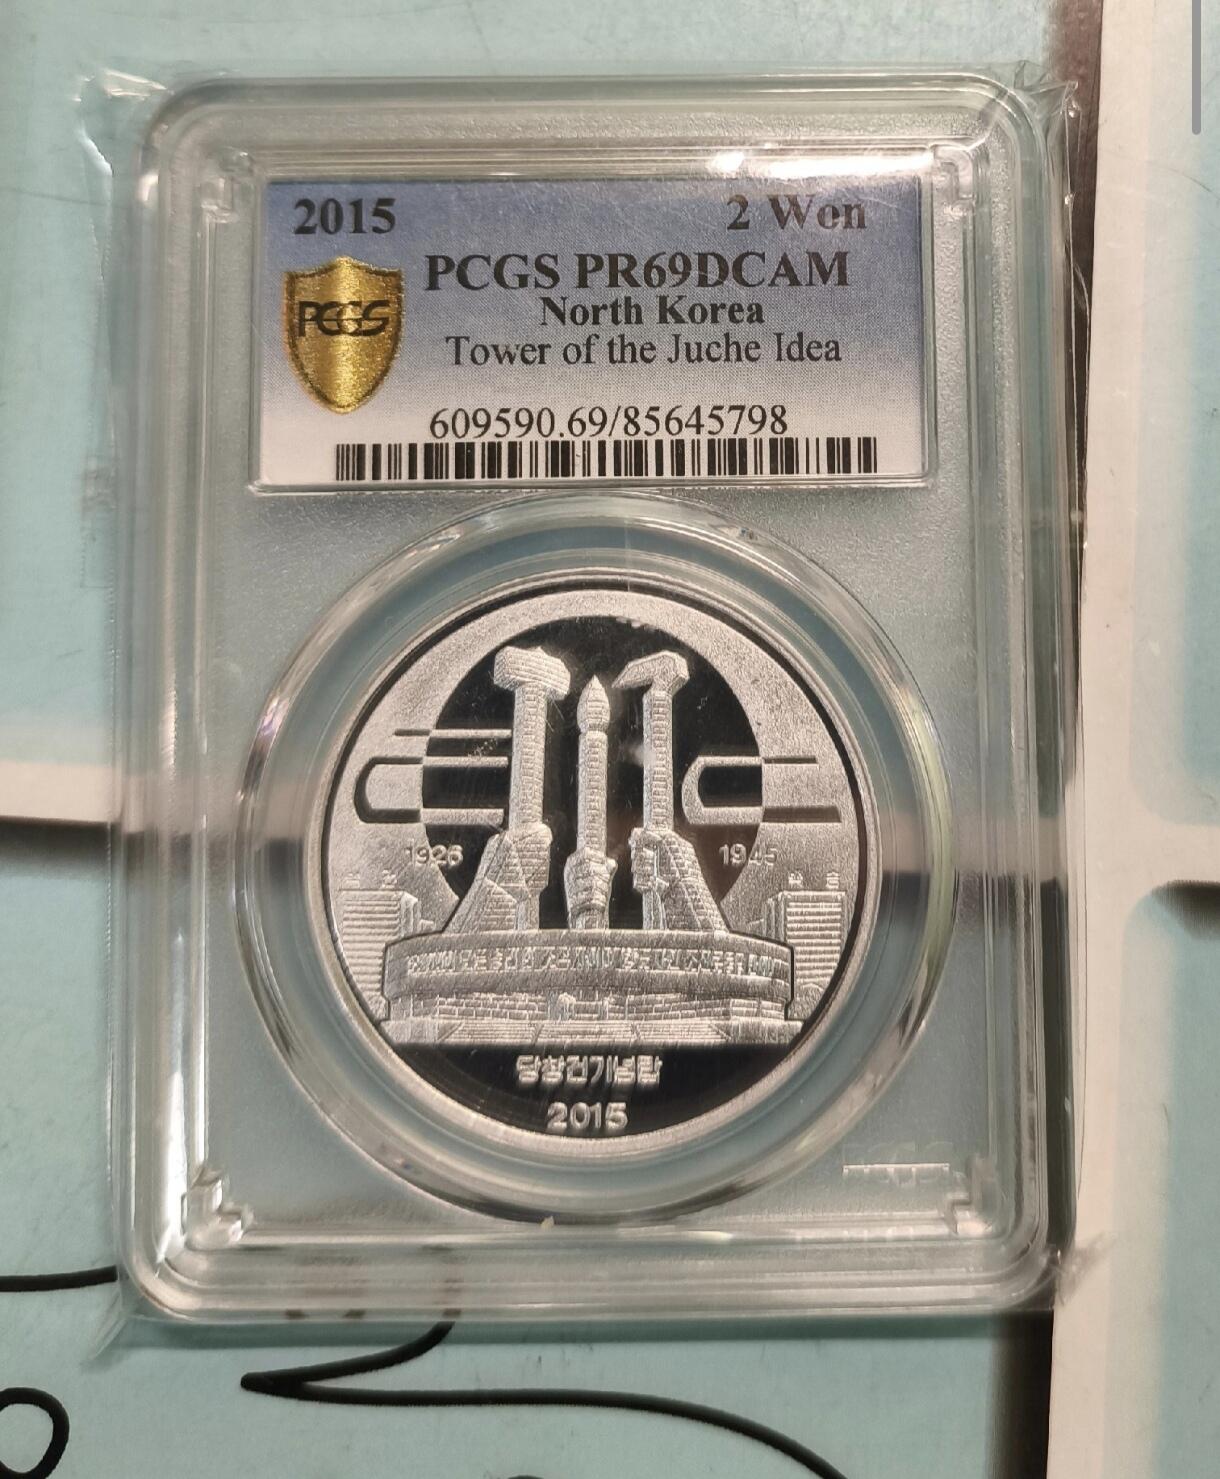 2015 2 Won
PCGS PR69DCAM
North Korea
Tower of the Juche Idea
PCGS
609590.69/85645798
1926 1945
당창건기념탑
2015